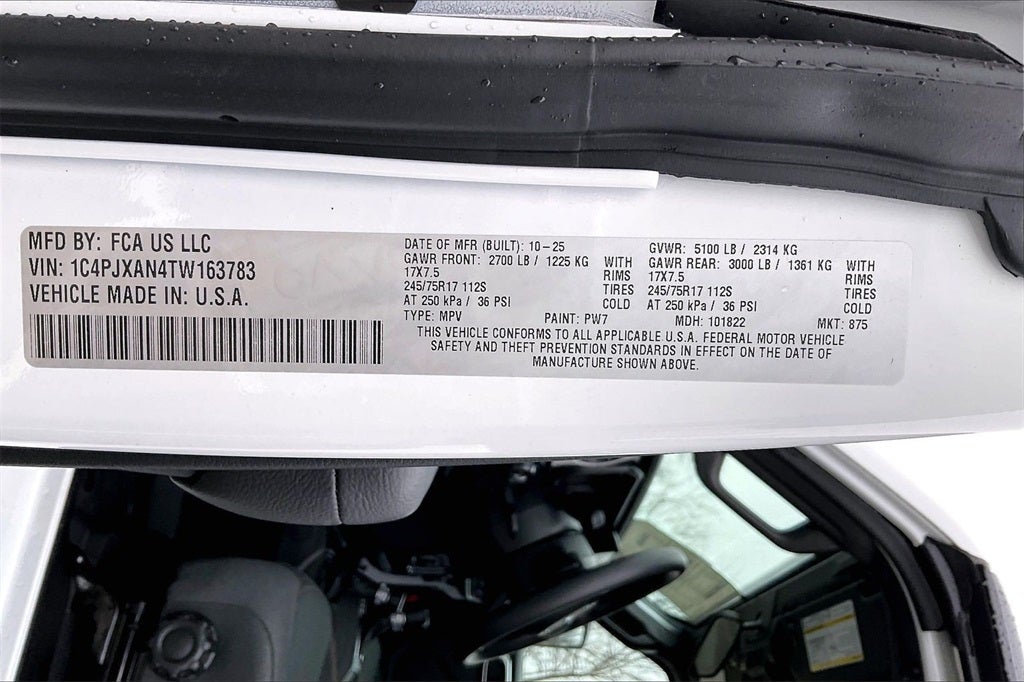 MFD BY: FCA US LLC
VIN: 1C4PJXAN4TW163783
VEHICLE MADE IN: U.S.A.
DATE OF MFR (BUILT): 10-25
GAWR FRONT: 2700 LB / 1225 KG WITH
17X7.5 RIMS
245/75R17 112S TIRES
AT 250 kPa / 36 PSI COLD
TYPE: MPV PAINT: PW7
GVWR: 5100 LB / 2314 KG
GAWR REAR: 3000 LB / 1361 KG WITH
17X7.5 RIMS
245/75R17 112S TIRES
AT 250 kPa / 36 PSI COLD
MDH: 101822 MKT: 875
THIS VEHICLE CONFORMS TO ALL APPLICABLE U.S.A. FEDERAL MOTOR VEHICLE
SAFETY AND THEFT PREVENTION STANDARDS IN EFFECT ON THE DATE OF
MANUFACTURE SHOWN ABOVE.